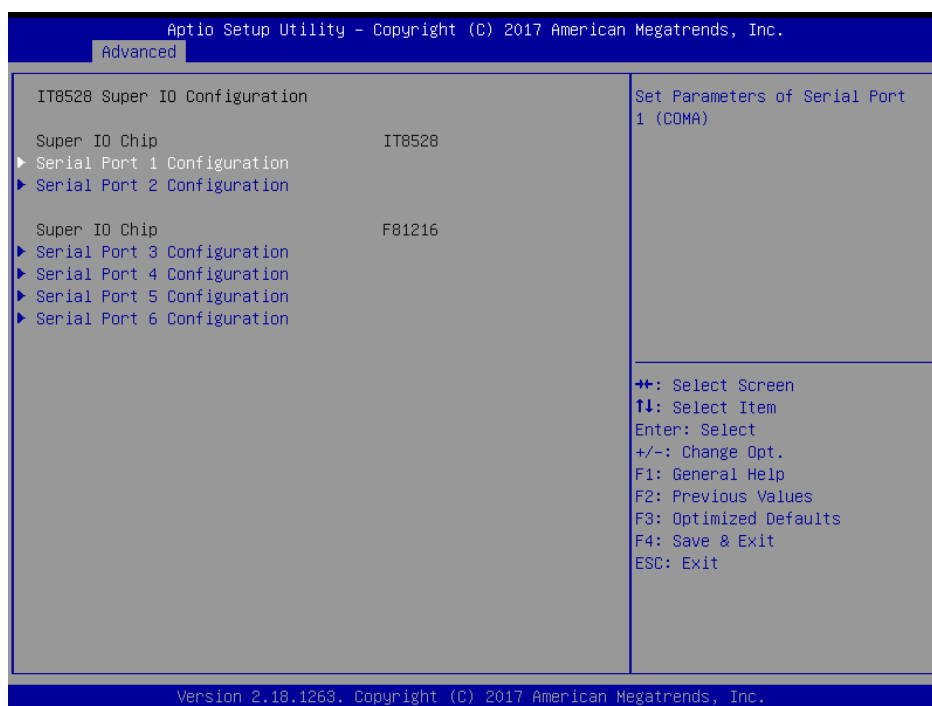 Aptio Setup Utility – Copyright (C) 2017 American Megatrends, Inc.
Advanced
IT8528 Super IO Configuration
Super IO Chip IT8528
▶ Serial Port 1 Configuration
▶ Serial Port 2 Configuration
Super IO Chip F81216
▶ Serial Port 3 Configuration
▶ Serial Port 4 Configuration
▶ Serial Port 5 Configuration
▶ Serial Port 6 Configuration
Set Parameters of Serial Port
1 (COMA)
→←: Select Screen
↑↓: Select Item
Enter: Select
+/-: Change Opt.
F1: General Help
F2: Previous Values
F3: Optimized Defaults
F4: Save & Exit
ESC: Exit
Version 2.18.1263. Copyright (C) 2017 American Megatrends, Inc.